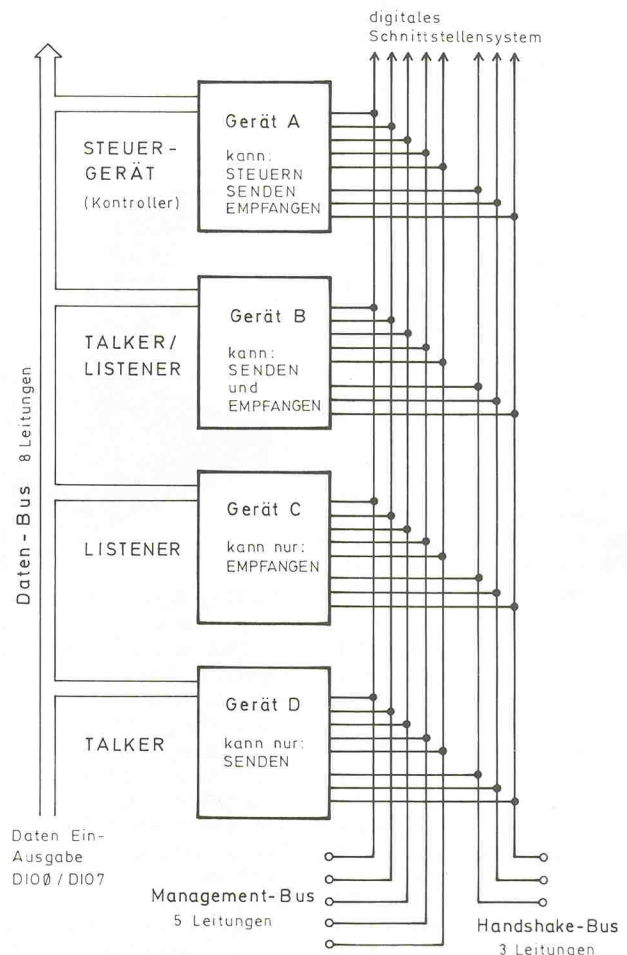 digitales
Schnittstellensystem
Gerät A
kann:
STEUERN
SENDEN
EMPFANGEN
STEUER-
GERÄT
(Kontroller)
Gerät B
kann:
SENDEN
und
EMPFANGEN
TALKER/
LISTENER
Daten-Bus 8 Leitungen
Gerät C
kann nur:
EMPFANGEN
LISTENER
Gerät D
kann nur:
SENDEN
TALKER
Daten Ein-
Ausgabe
DIOØ / DIO7
Management-Bus
5 Leitungen
Handshake-Bus
3 Leitungen